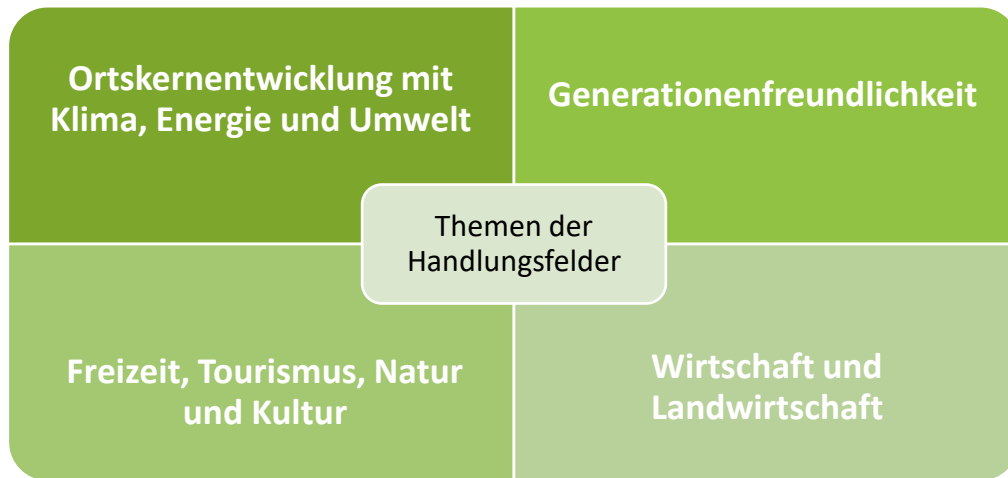 Ortskernentwicklung mit
Klima, Energie und Umwelt
Generationenfreundlichkeit
Themen der
Handlungsfelder
Freizeit, Tourismus, Natur
und Kultur
Wirtschaft und
Landwirtschaft